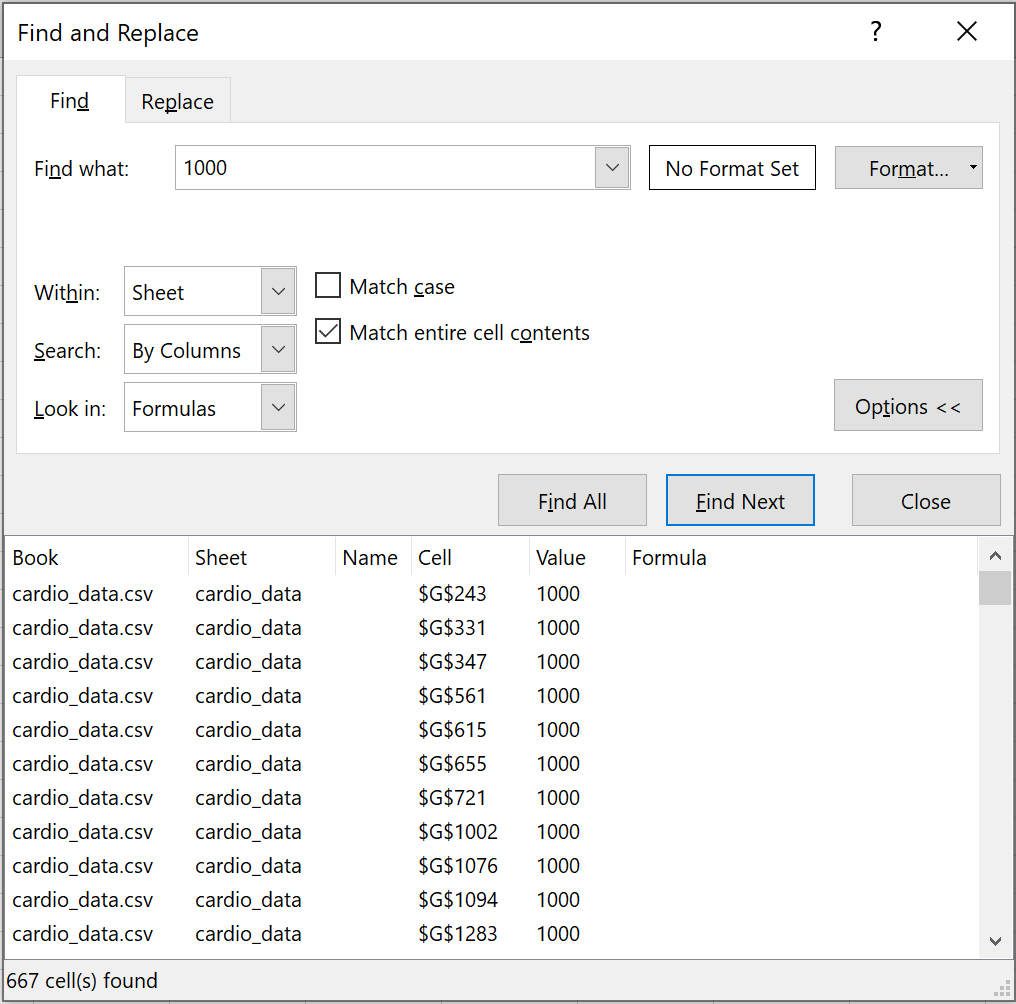 Find and Replace ?
Find Replace
Find what: 1000 No Format Set Format...
Within: Sheet Match case
Match entire cell contents
Search: By Columns
Look in: Formulas
Options <<
Find All Find Next Close
Book Sheet Name Cell Value Formula
cardio_data.csv cardio_data $G$243 1000
cardio_data.csv cardio_data $G$331 1000
cardio_data.csv cardio_data $G$347 1000
cardio_data.csv cardio_data $G$561 1000
cardio_data.csv cardio_data $G$615 1000
cardio_data.csv cardio_data $G$655 1000
cardio_data.csv cardio_data $G$721 1000
cardio_data.csv cardio_data $G$1002 1000
cardio_data.csv cardio_data $G$1076 1000
cardio_data.csv cardio_data $G$1094 1000
cardio_data.csv cardio_data $G$1283 1000
667 cell(s) found